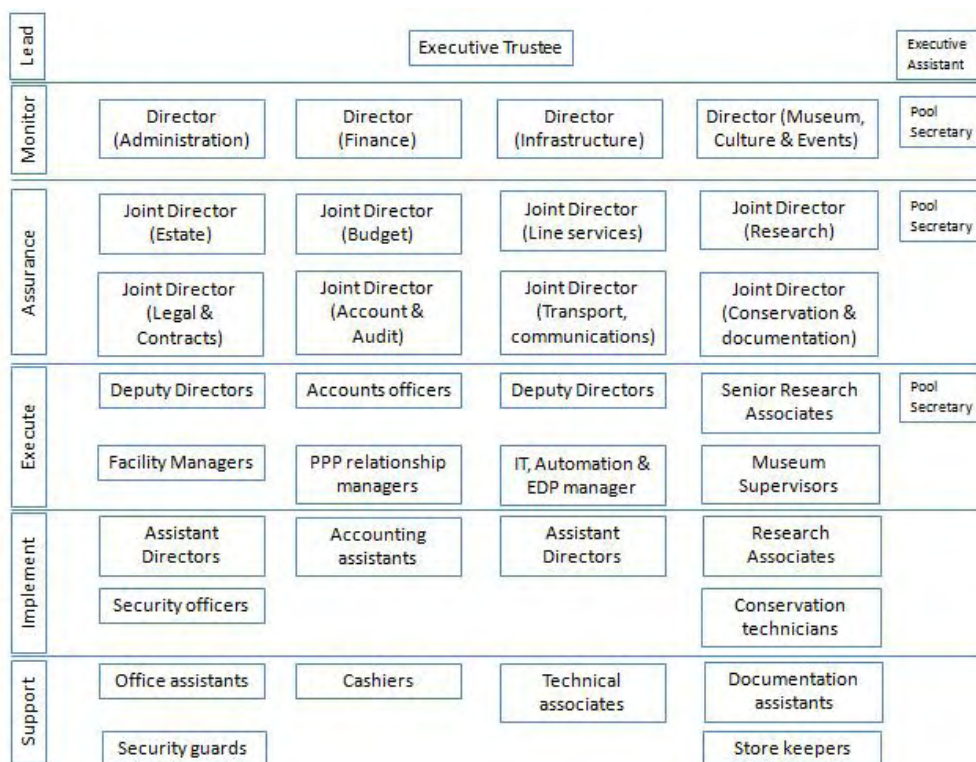 Lead
Executive Trustee
Executive
Assistant
Monitor
Director
(Administration)
Director
(Finance)
Director
(Infrastructure)
Director (Museum,
Culture & Events)
Pool
Secretary
Assurance
Joint Director
(Estate)
Joint Director
(Budget)
Joint Director
(Line services)
Joint Director
(Research)
Pool
Secretary
Joint Director
(Legal &
Contracts)
Joint Director
(Account &
Audit)
Joint Director
(Transport,
communications)
Joint Director
(Conservation &
documentation)
Execute
Deputy Directors
Accounts officers
Deputy Directors
Senior Research
Associates
Pool
Secretary
Facility Managers
PPP relationship
managers
IT, Automation &
EDP manager
Museum
Supervisors
Implement
Assistant
Directors
Accounting
assistants
Assistant
Directors
Research
Associates
Security officers
Conservation
technicians
Support
Office assistants
Cashiers
Technical
associates
Documentation
assistants
Security guards
Store keepers